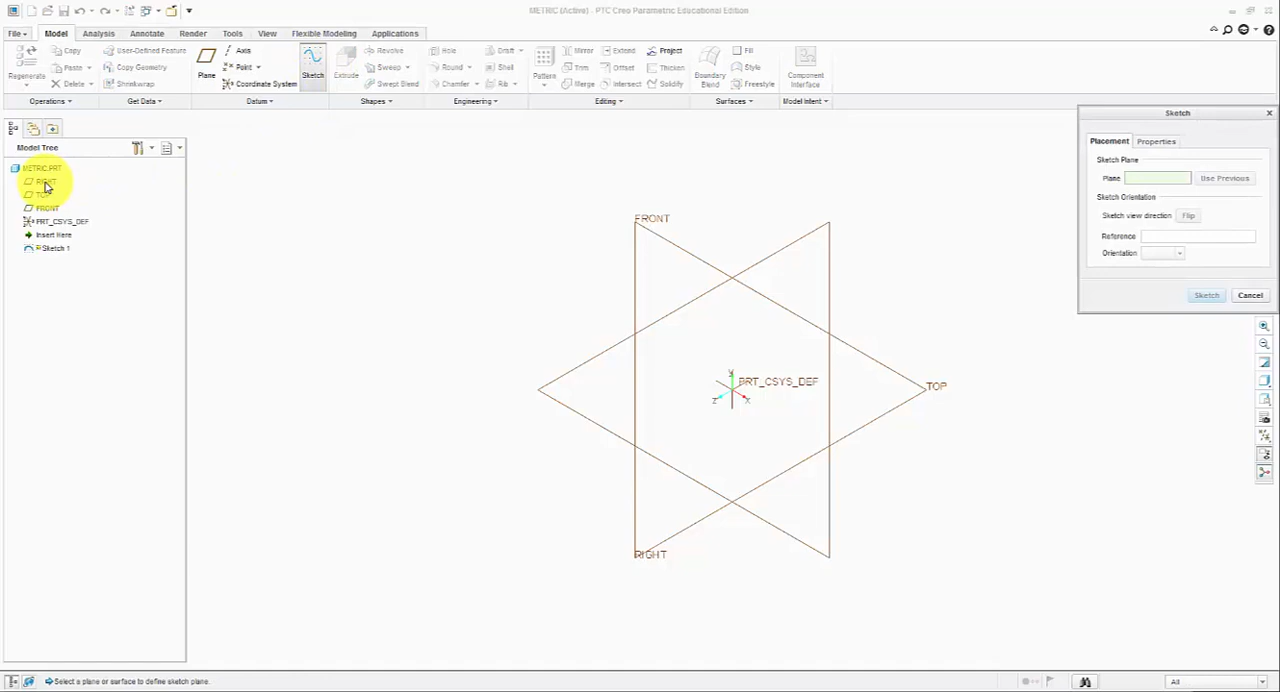 METRIC (Active) - PTC Creo Parametric Educational Edition
File Model Analysis Annotate Render Tools View Flexible Modeling Applications
Regenerate
Copy
Paste
Delete
User-Defined Feature
Copy Geometry
Shrinkwrap
Plane
Axis
Point
Coordinate System
Sketch
Extrude
Revolve
Sweep
Swept Blend
Hole
Round
Chamfer
Draft
Shell
Rib
Pattern
Mirror
Trim
Merge
Extend
Offset
Intersect
Project
Thicken
Solidify
Boundary
Blend
Fill
Style
Freestyle
Component
Interface
Operations Get Data Datum Shapes Engineering Editing Surfaces Model Intent
Model Tree
METRIC.PRT
RIGHT
TOP
FRONT
PRT_CSYS_DEF
Insert Here
Sketch 1
FRONT
TOP
RIGHT
PRT_CSYS_DEF
y
z
x
Sketch
Placement Properties
Sketch Plane
Plane Use Previous
Sketch Orientation
Sketch view direction Flip
Reference
Orientation
Sketch Cancel
Select a plane or surface to define sketch plane.
All